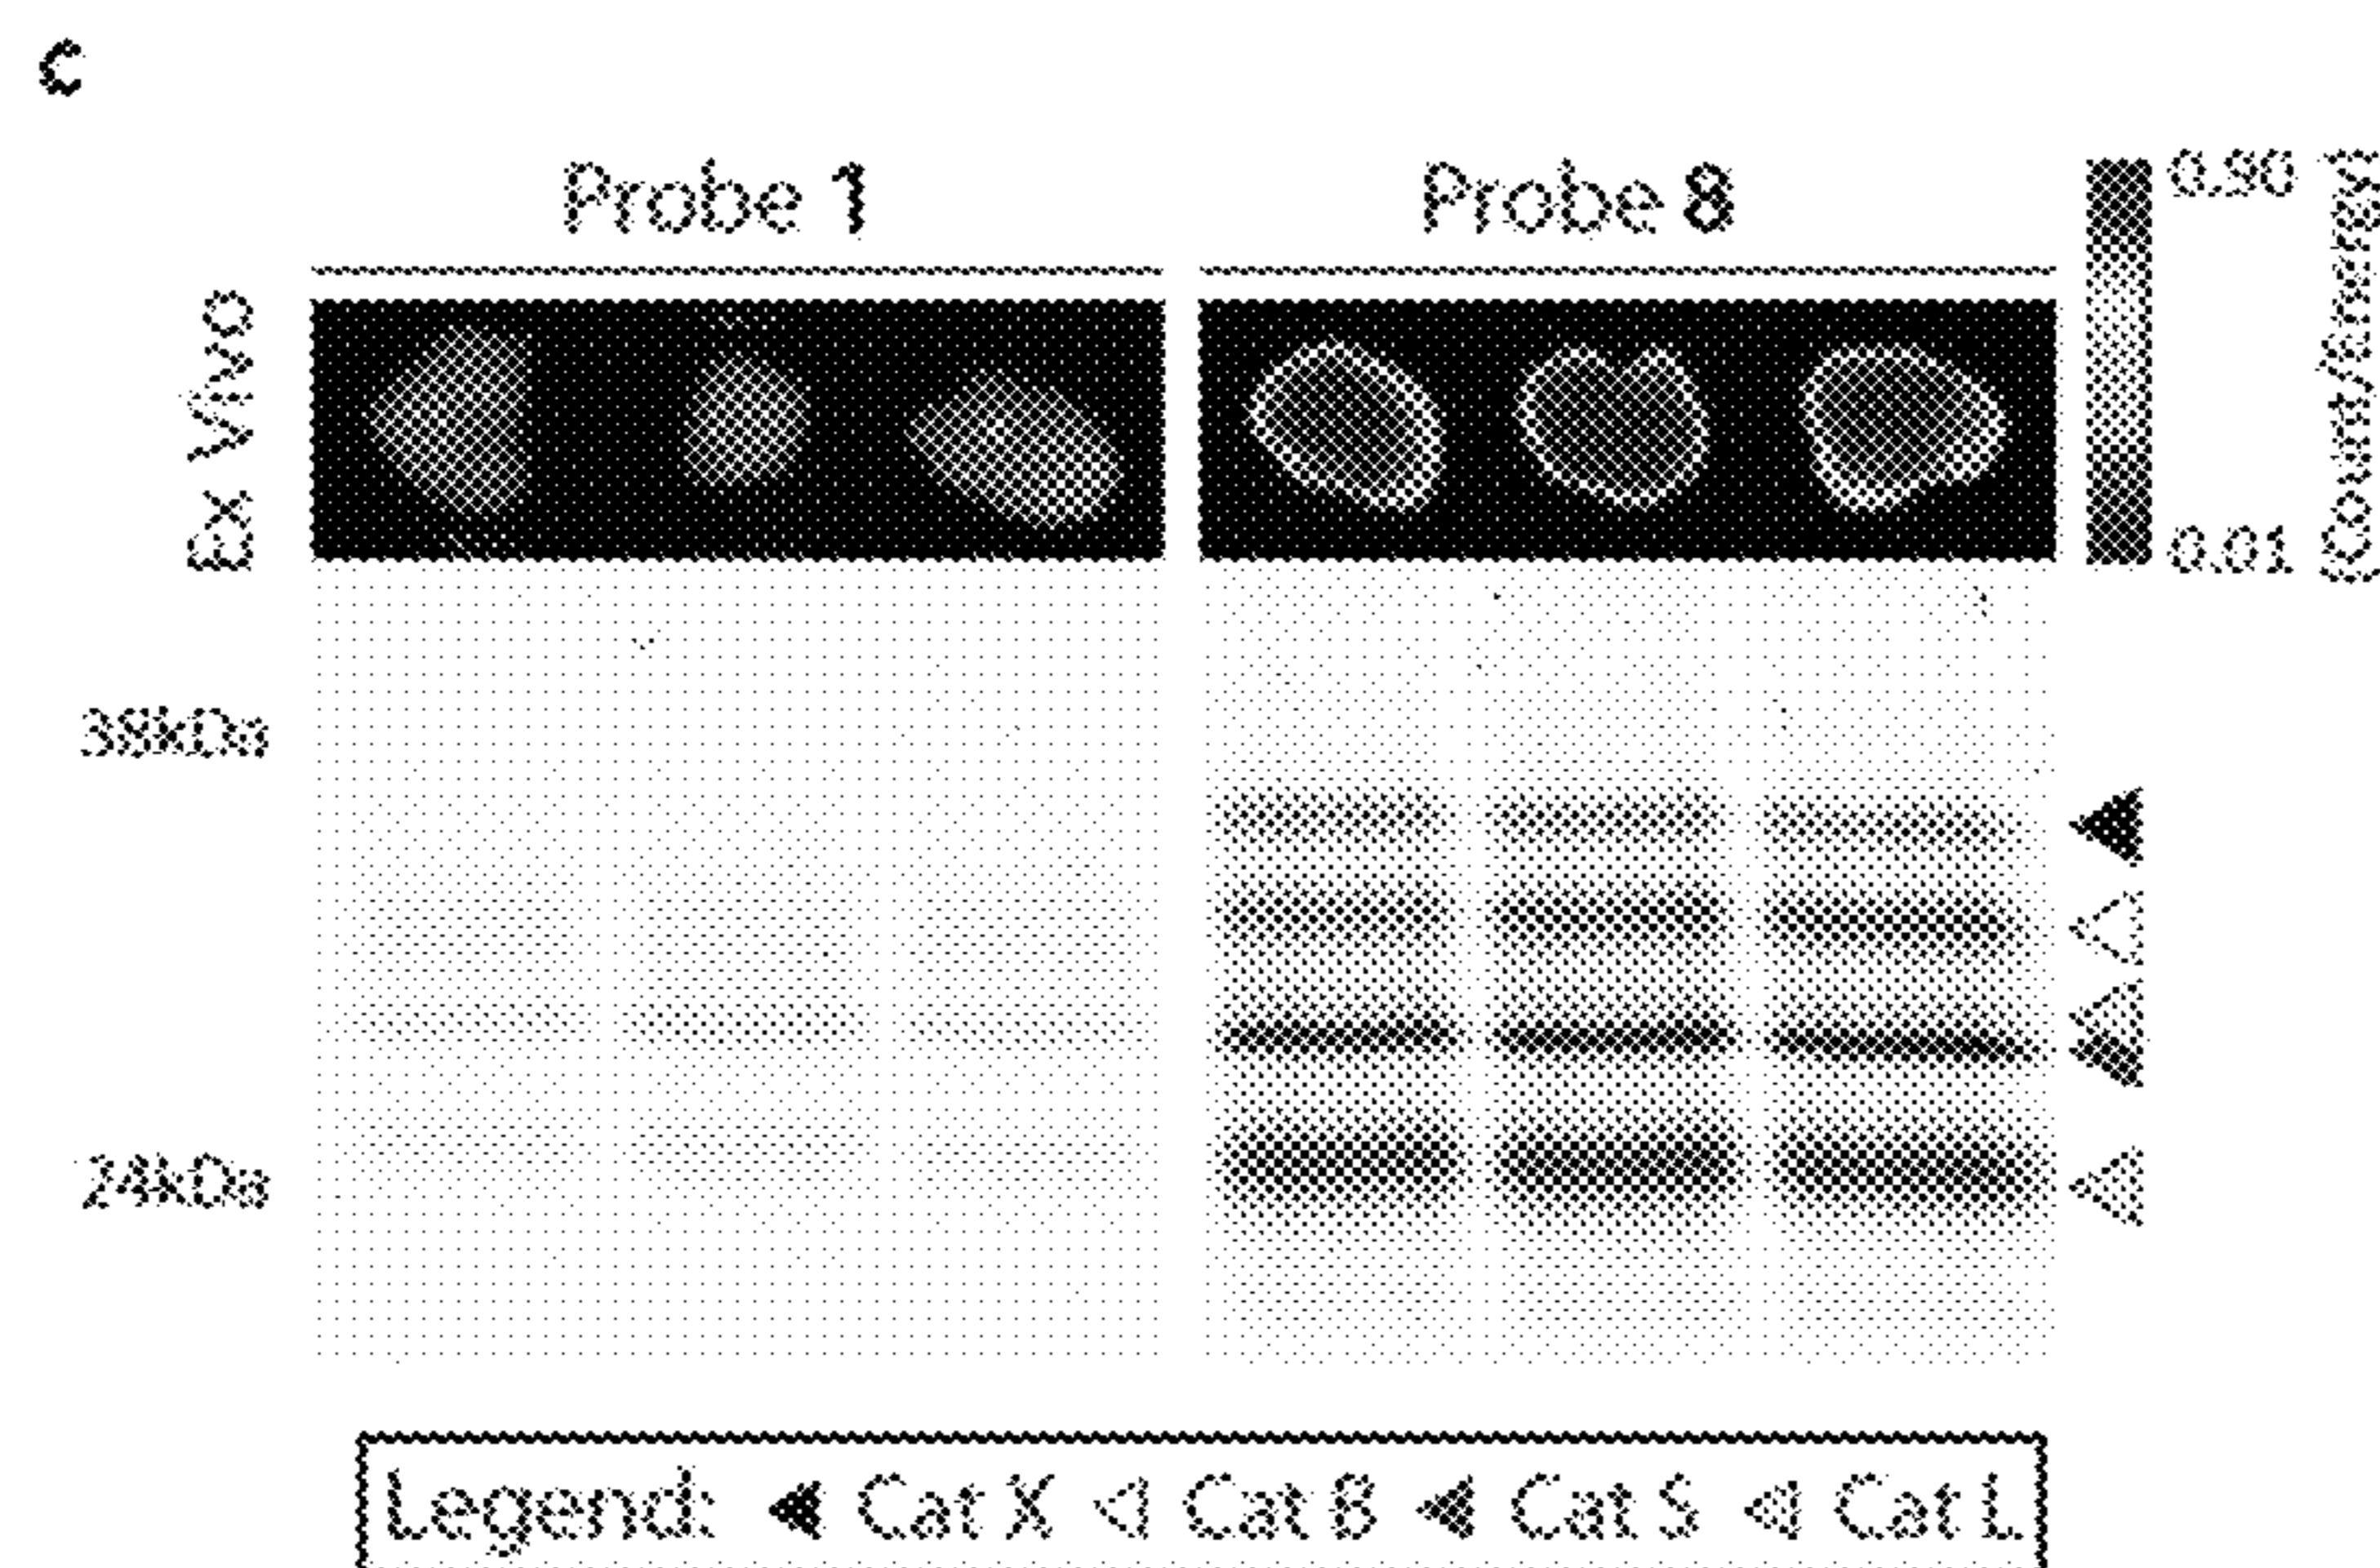 c
Probe 1
Probe 8
0.90
0.01
Ex Vivo
38kDa
24kDa
Legend: Cat X Cat B Cat S Cat L